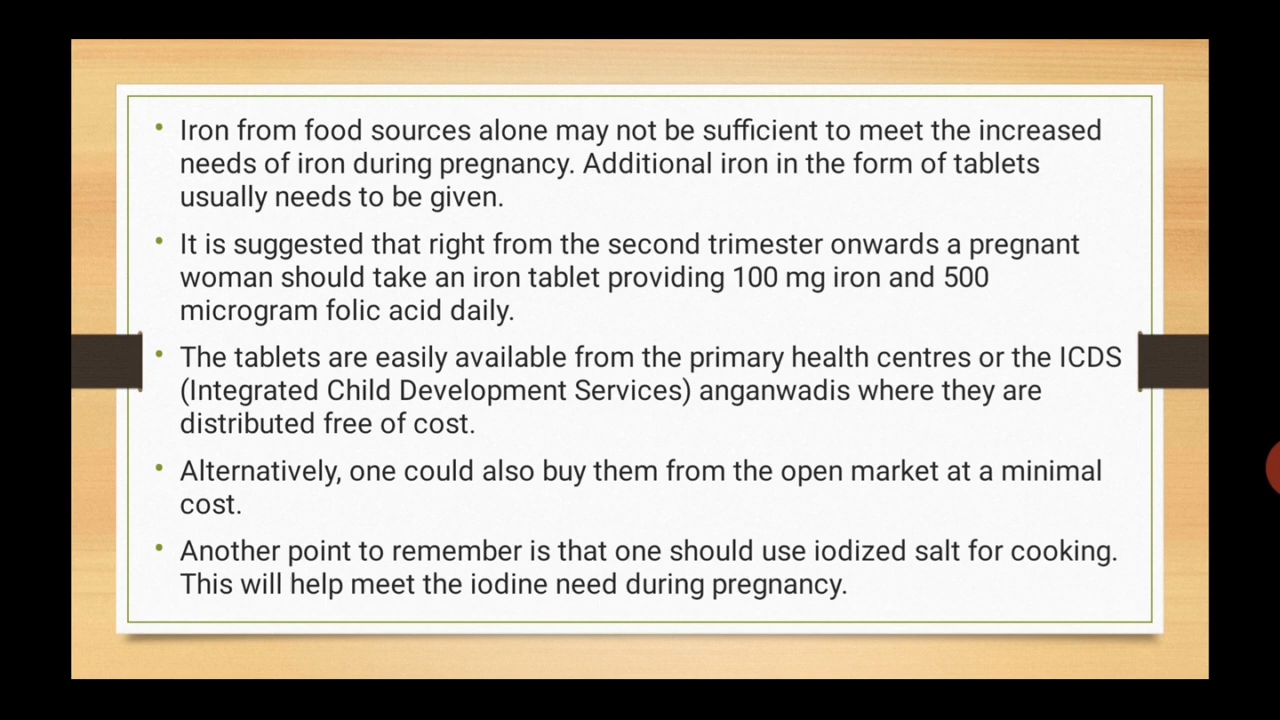 • Iron from food sources alone may not be sufficient to meet the increased
needs of iron during pregnancy. Additional iron in the form of tablets
usually needs to be given.
• It is suggested that right from the second trimester onwards a pregnant
woman should take an iron tablet providing 100 mg iron and 500
microgram folic acid daily.
• The tablets are easily available from the primary health centres or the ICDS
(Integrated Child Development Services) anganwadis where they are
distributed free of cost.
• Alternatively, one could also buy them from the open market at a minimal
cost.
• Another point to remember is that one should use iodized salt for cooking.
This will help meet the iodine need during pregnancy.